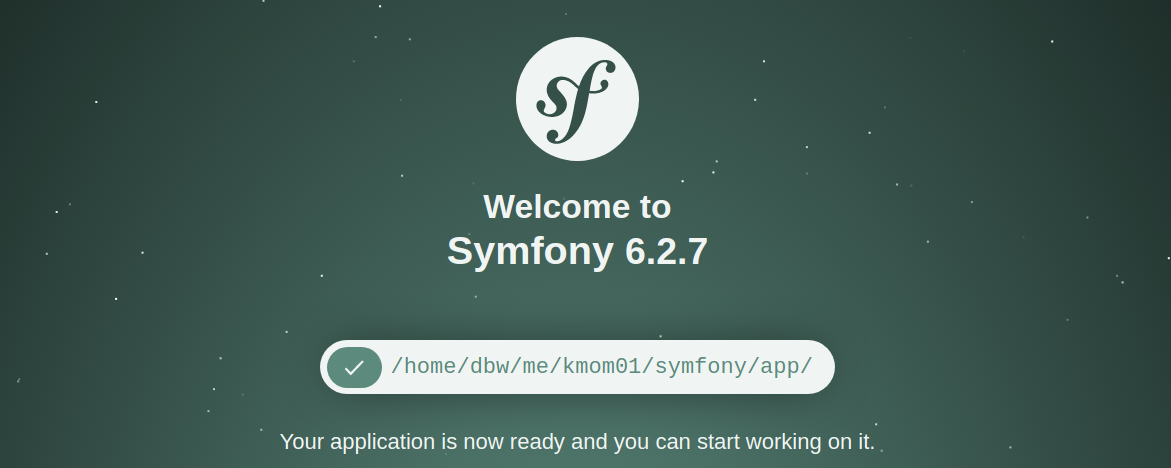 sf
Welcome to
Symfony 6.2.7
/home/dbw/me/kmom01/symfony/app/
Your application is now ready and you can start working on it.